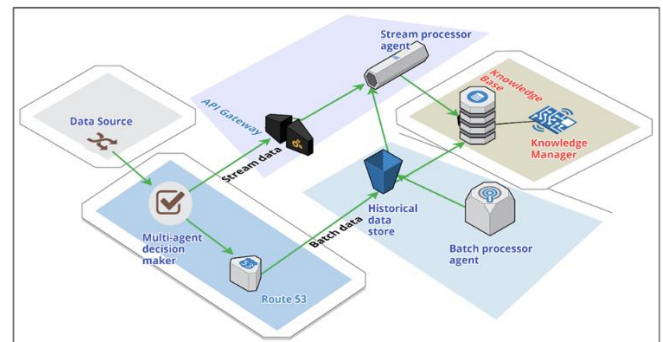 Stream processor
agent
Data Source
API Gateway
Knowledge
Base
Knowledge
Manager
Stream data
Multi-agent
decision
maker
Historical
data
store
Batch data
Batch processor
agent
Route 53